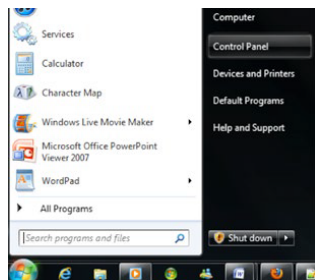 Computer
Services
Control Panel
Calculator
Devices and Printers
Character Map
Default Programs
Windows Live Movie Maker
Help and Support
Microsoft Office PowerPoint
Viewer 2007
WordPad
All Programs
Search programs and files
Shut down